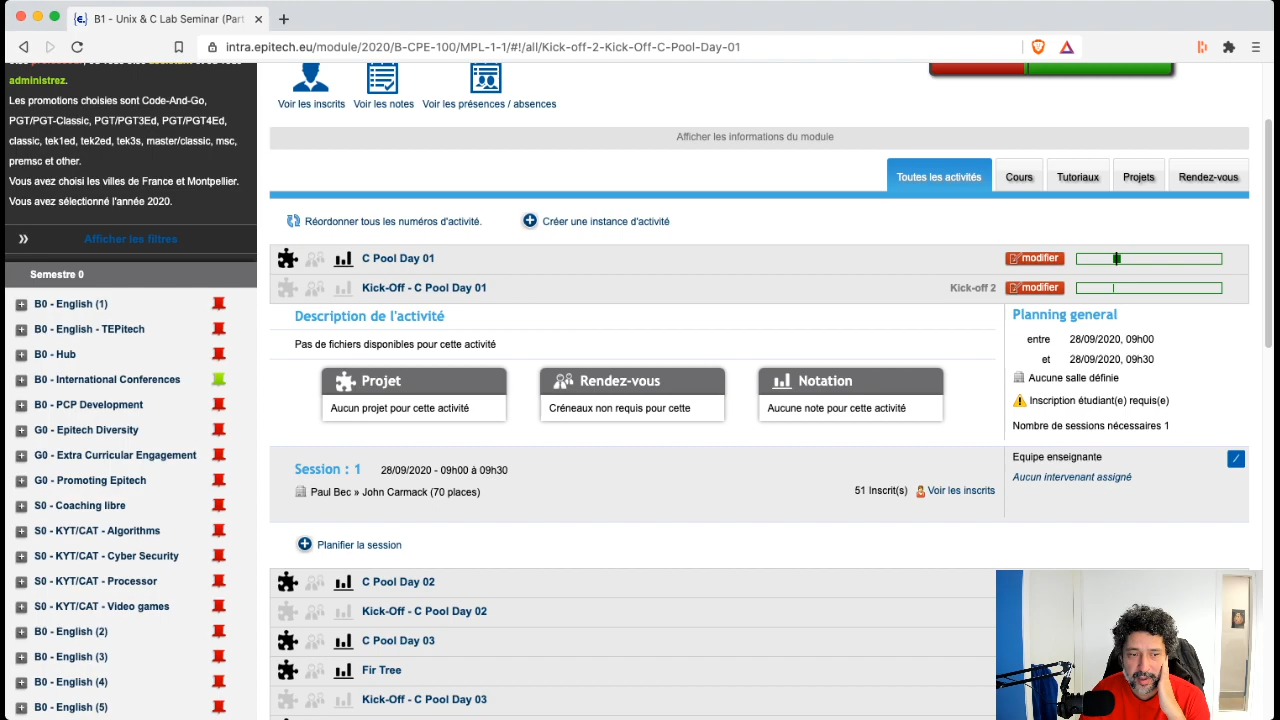 B1 - Unix & C Lab Seminar (Part
intra.epitech.eu/module/2020/B-CPE-100/MPL-1-1/#!/all/Kick-off-2-Kick-Off-C-Pool-Day-01
administrez.
Les promotions choisies sont Code-And-Go,
PGT/PGT-Classic, PGT/PGT3Ed, PGT/PGT4Ed,
classic, tek1ed, tek2ed, tek3s, master/classic, msc,
premsc et other.
Vous avez choisi les villes de France et Montpellier.
Vous avez sélectionné l'année 2020.
Afficher les filtres
Semestre 0
B0 - English (1)
B0 - English - TEPitech
B0 - Hub
B0 - International Conferences
B0 - PCP Development
G0 - Epitech Diversity
G0 - Extra Curricular Engagement
G0 - Promoting Epitech
S0 - Coaching libre
S0 - KYT/CAT - Algorithms
S0 - KYT/CAT - Cyber Security
S0 - KYT/CAT - Processor
S0 - KYT/CAT - Video games
B0 - English (2)
B0 - English (3)
B0 - English (4)
B0 - English (5)
Voir les inscrits Voir les notes Voir les présences / absences
Afficher les informations du module
Toutes les activités Cours Tutoriaux Projets Rendez-vous
Réordonner tous les numéros d'activité. Créer une instance d'activité
C Pool Day 01 modifier
Kick-Off - C Pool Day 01 Kick-off 2 modifier
Description de l'activité
Pas de fichiers disponibles pour cette activité
Projet
Aucun projet pour cette activité
Rendez-vous
Créneaux non requis pour cette
Notation
Aucune note pour cette activité
Planning general
entre 28/09/2020, 09h00
et 28/09/2020, 09h30
Aucune salle définie
Inscription étudiant(e) requis(e)
Nombre de sessions nécessaires 1
Session : 1 28/09/2020 - 09h00 à 09h30
Paul Bec » John Carmack (70 places)
51 Inscrit(s) Voir les inscrits
Equipe enseignante
Aucun intervenant assigné
Planifier la session
C Pool Day 02
Kick-Off - C Pool Day 02
C Pool Day 03
Fir Tree
Kick-Off - C Pool Day 03